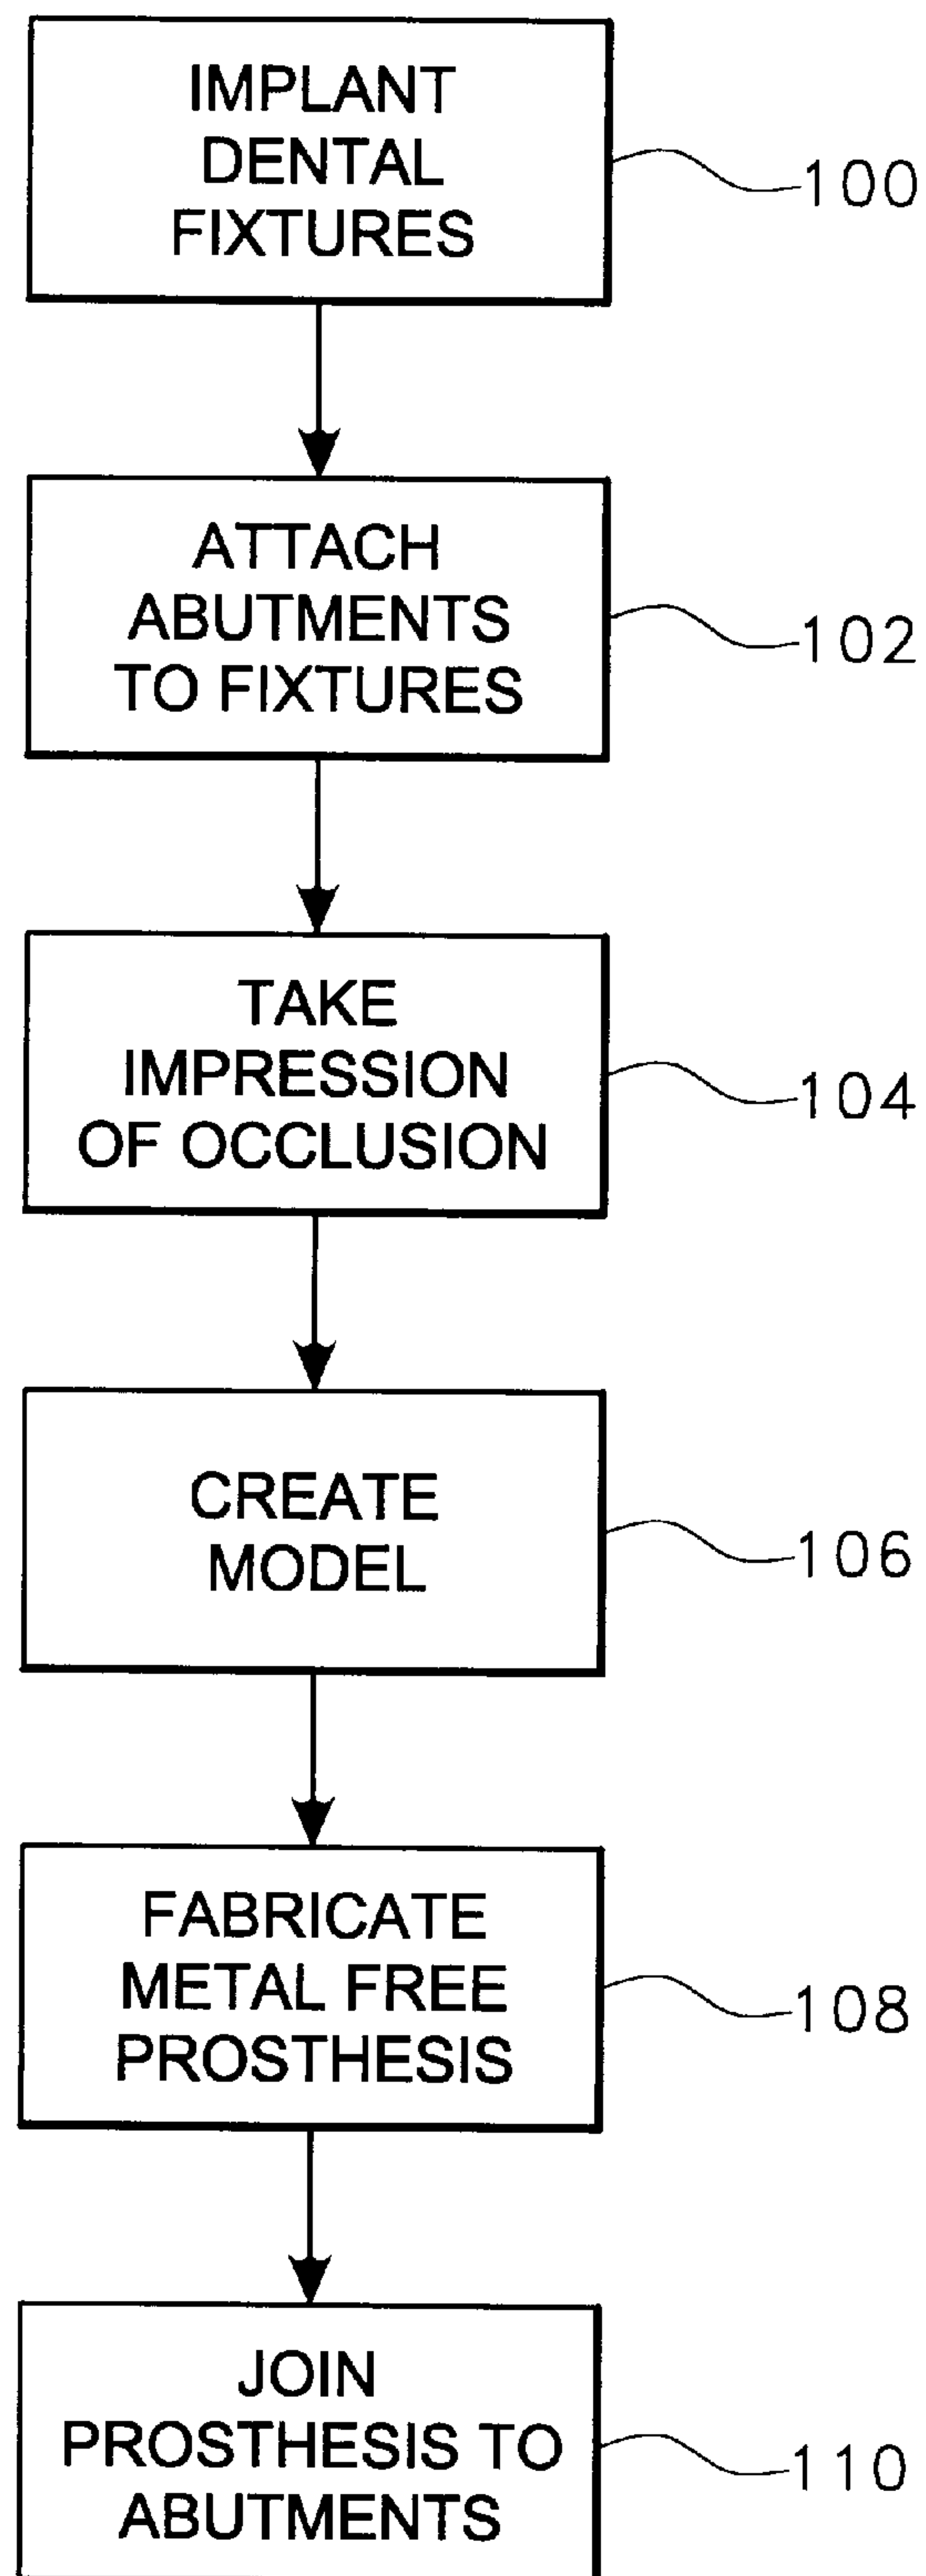 IMPLANT
DENTAL
FIXTURES
100
ATTACH
ABUTMENTS
TO FIXTURES
102
TAKE
IMPRESSION
OF OCCLUSION
104
CREATE
MODEL
106
FABRICATE
METAL FREE
PROSTHESIS
108
JOIN
PROSTHESIS TO
ABUTMENTS
110